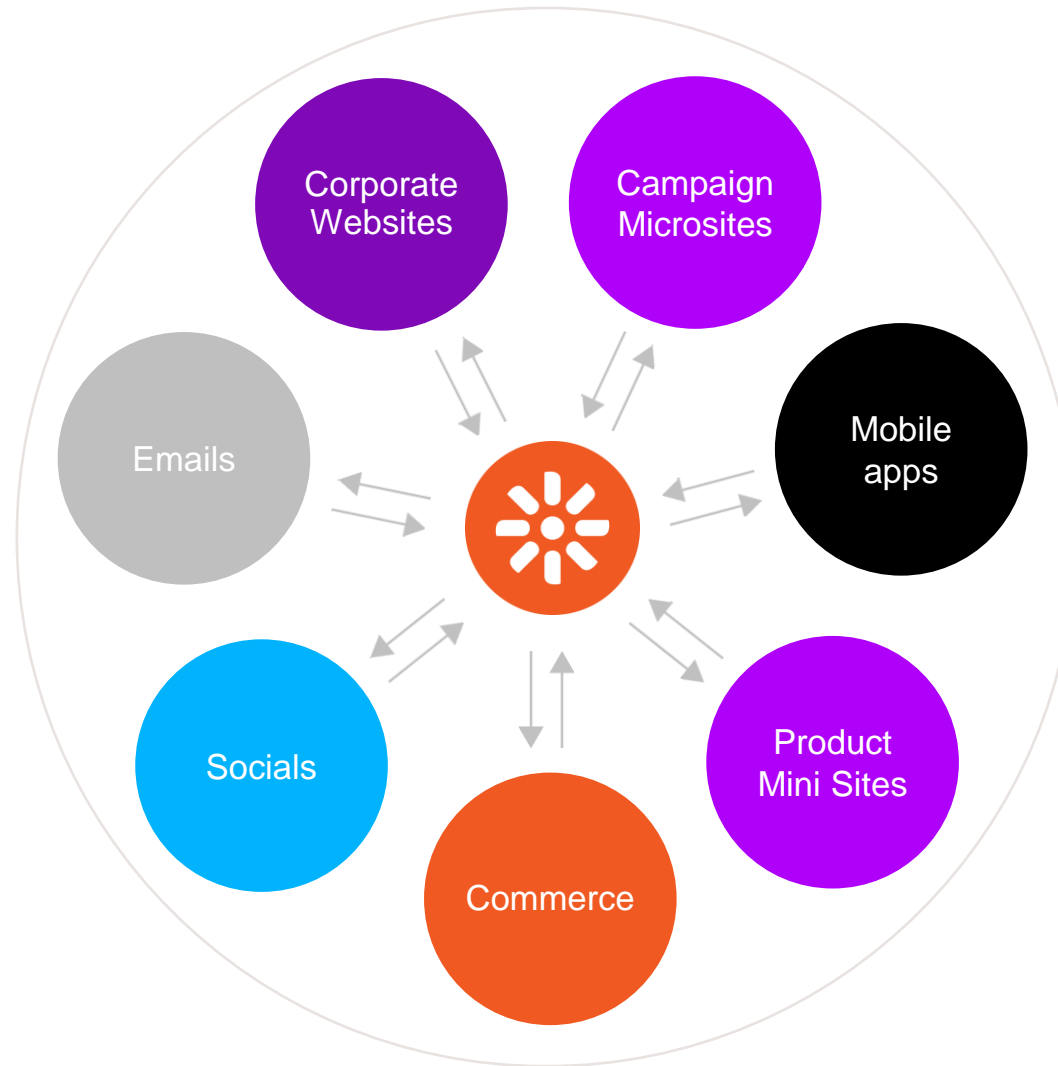 Corporate
Websites
Campaign
Microsites
Emails
Mobile
apps
Socials
Product
Mini Sites
Commerce